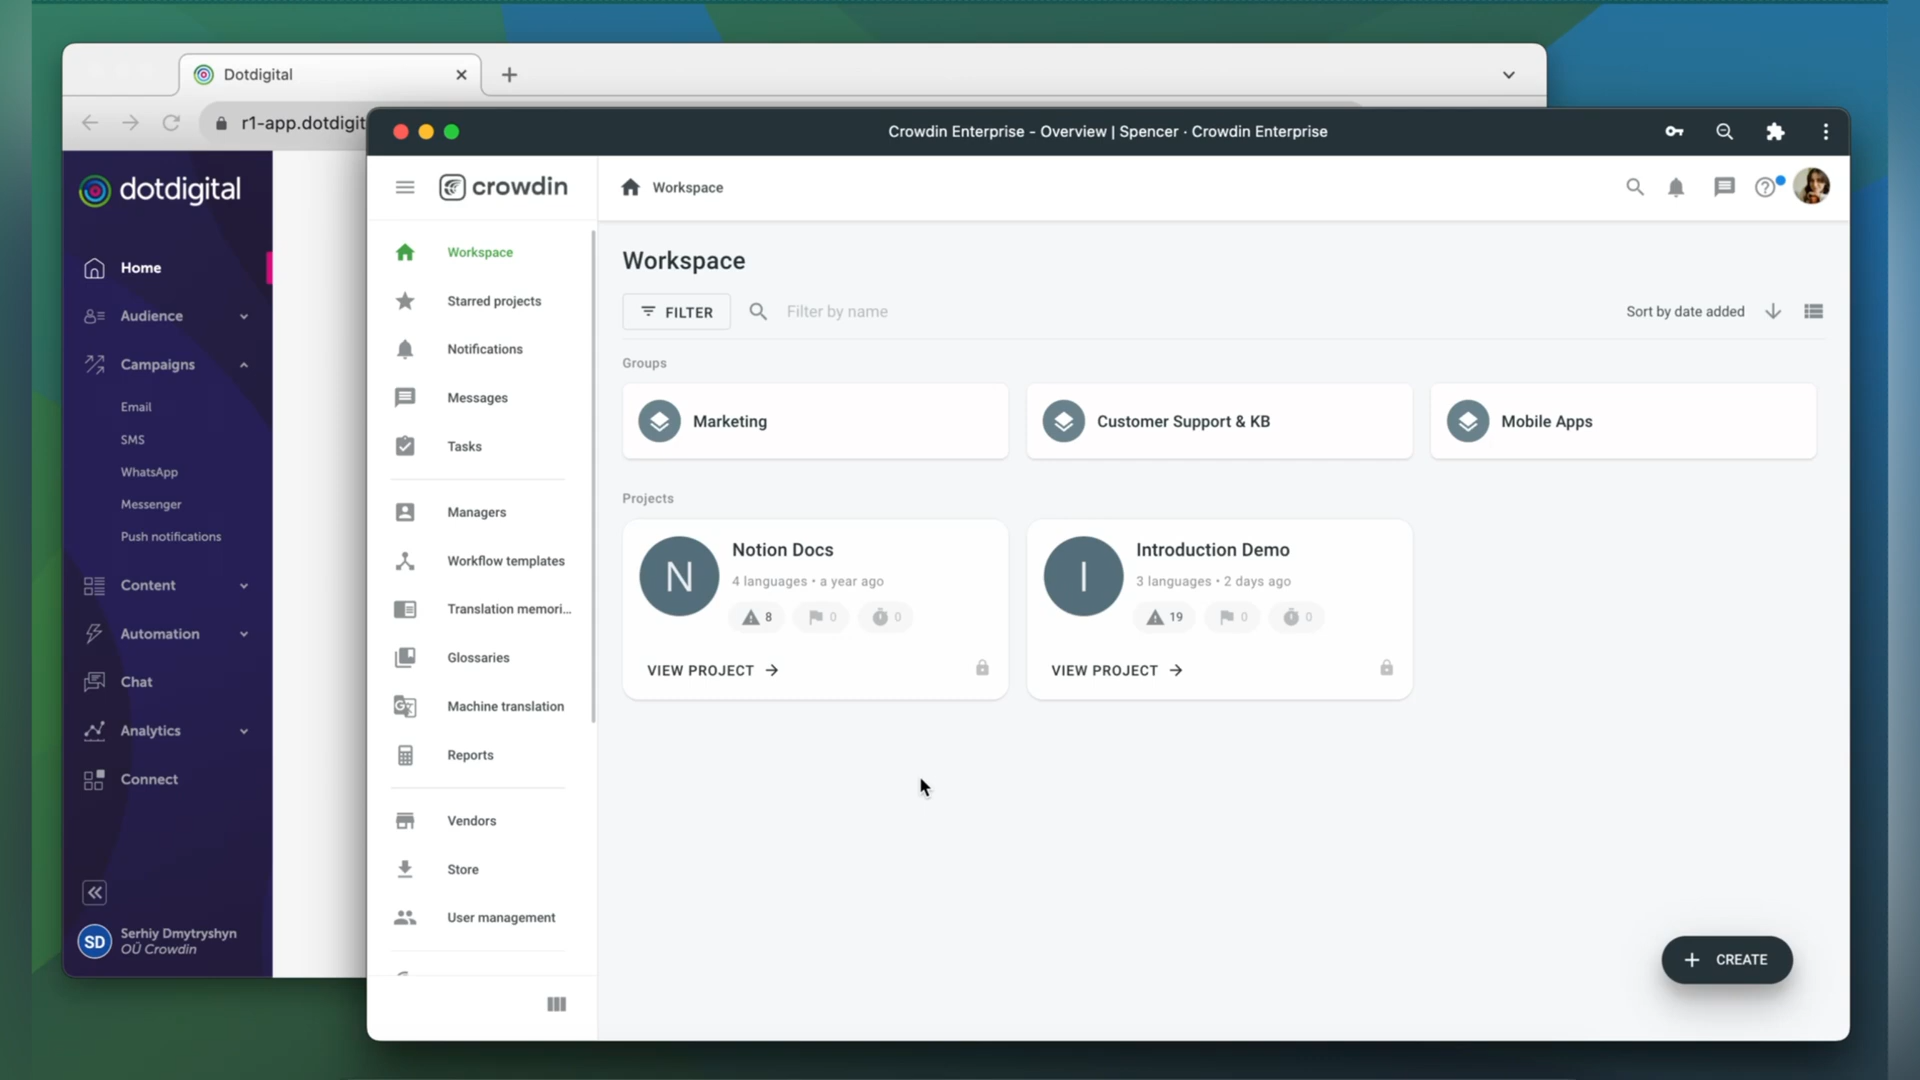 Dotdigital
r1-app.dotdigit
dotdigital
Home
Audience
Campaigns
Email
SMS
WhatsApp
Messenger
Push notifications
Content
Automation
Chat
Analytics
Connect
SD
Serhiy Dmytryshyn
OÜ Crowdin
Crowdin Enterprise - Overview | Spencer · Crowdin Enterprise
crowdin
Workspace
Workspace
Starred projects
Notifications
Messages
Tasks
Managers
Workflow templates
Translation memori...
Glossaries
Machine translation
Reports
Vendors
Store
User management
Workspace
FILTER
Filter by name
Sort by date added
Groups
Marketing
Customer Support & KB
Mobile Apps
Projects
N
Notion Docs
4 languages • a year ago
8
0
0
VIEW PROJECT
I
Introduction Demo
3 languages • 2 days ago
19
0
0
VIEW PROJECT
CREATE